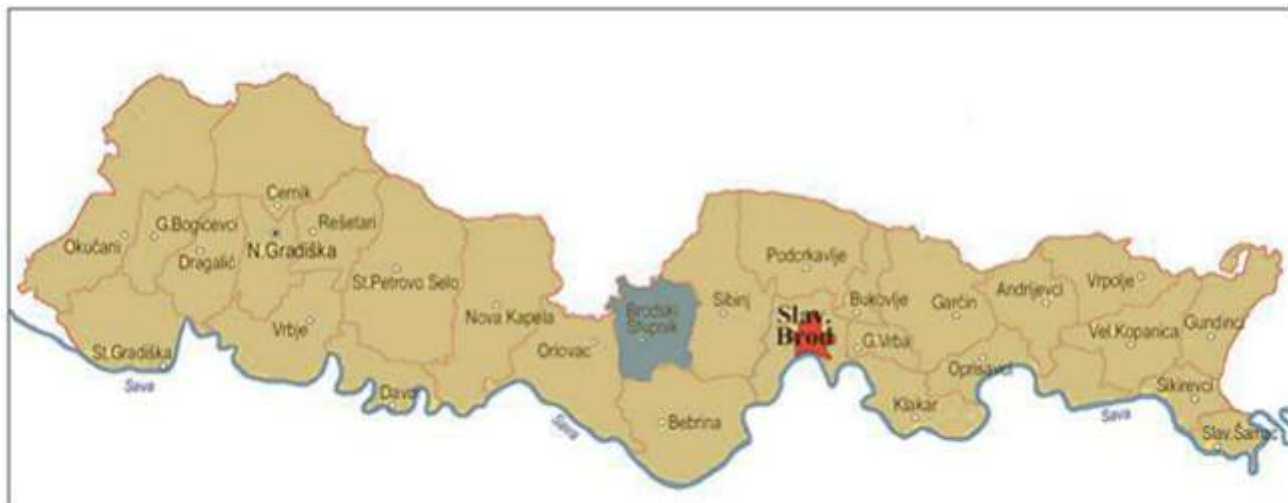 Cernik
G.Bogićevci
Rešetari
Okučani
N.Gradiška
Dragalić
St.Petrovo Selo
Vrbje
St.Gradiška
Sava
Davor
Nova Kapela
Oriovac
Sava
Brodski
Stupnik
Bebrina
Sibinj
Podcrkavlje
Slav.
Brod
Bukovlje
G.Vrba
Garčin
Andrijevci
Vrpolje
Vel.Kopanica
Gundinci
Oprisavci
Klakar
Sava
Sikirevci
Slav.Šamac